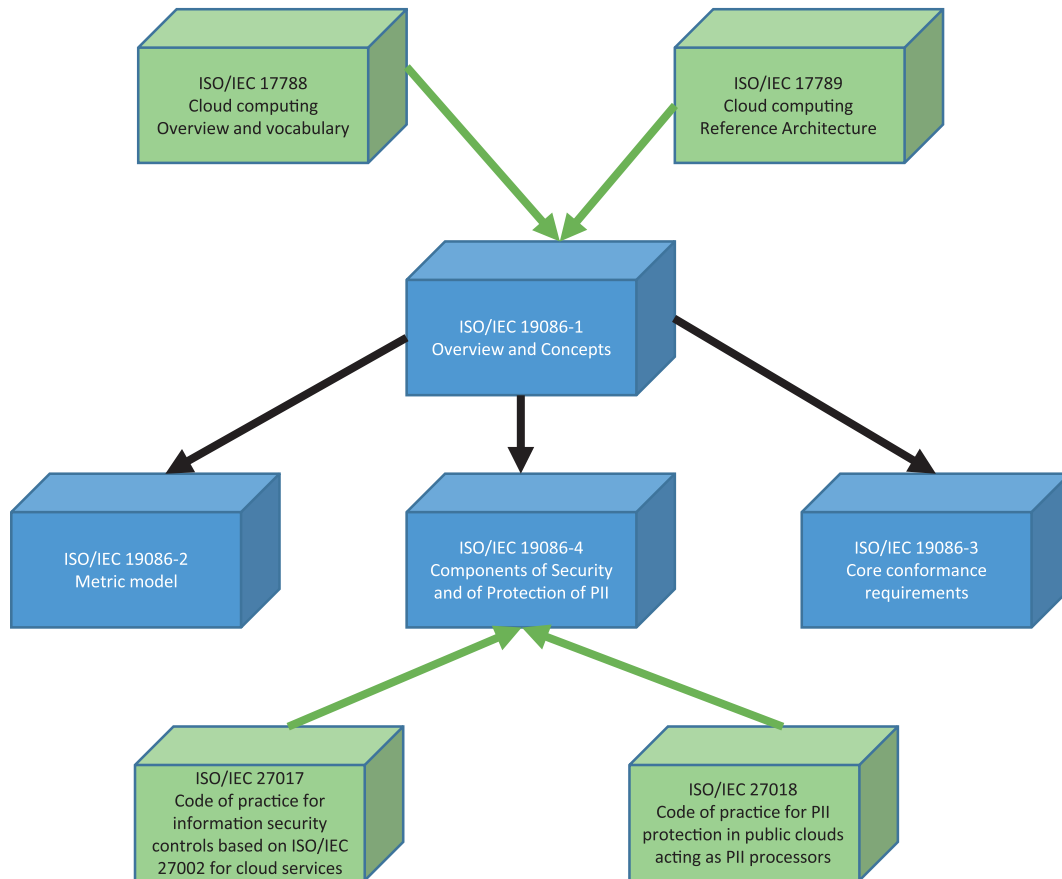 ISO/IEC 17788
Cloud computing
Overview and vocabulary
ISO/IEC 17789
Cloud computing
Reference Architecture
ISO/IEC 19086-1
Overview and Concepts
ISO/IEC 19086-2
Metric model
ISO/IEC 19086-4
Components of Security
and of Protection of PII
ISO/IEC 19086-3
Core conformance
requirements
ISO/IEC 27017
Code of practice for
information security
controls based on ISO/IEC
27002 for cloud services
ISO/IEC 27018
Code of practice for PII
protection in public clouds
acting as PII processors